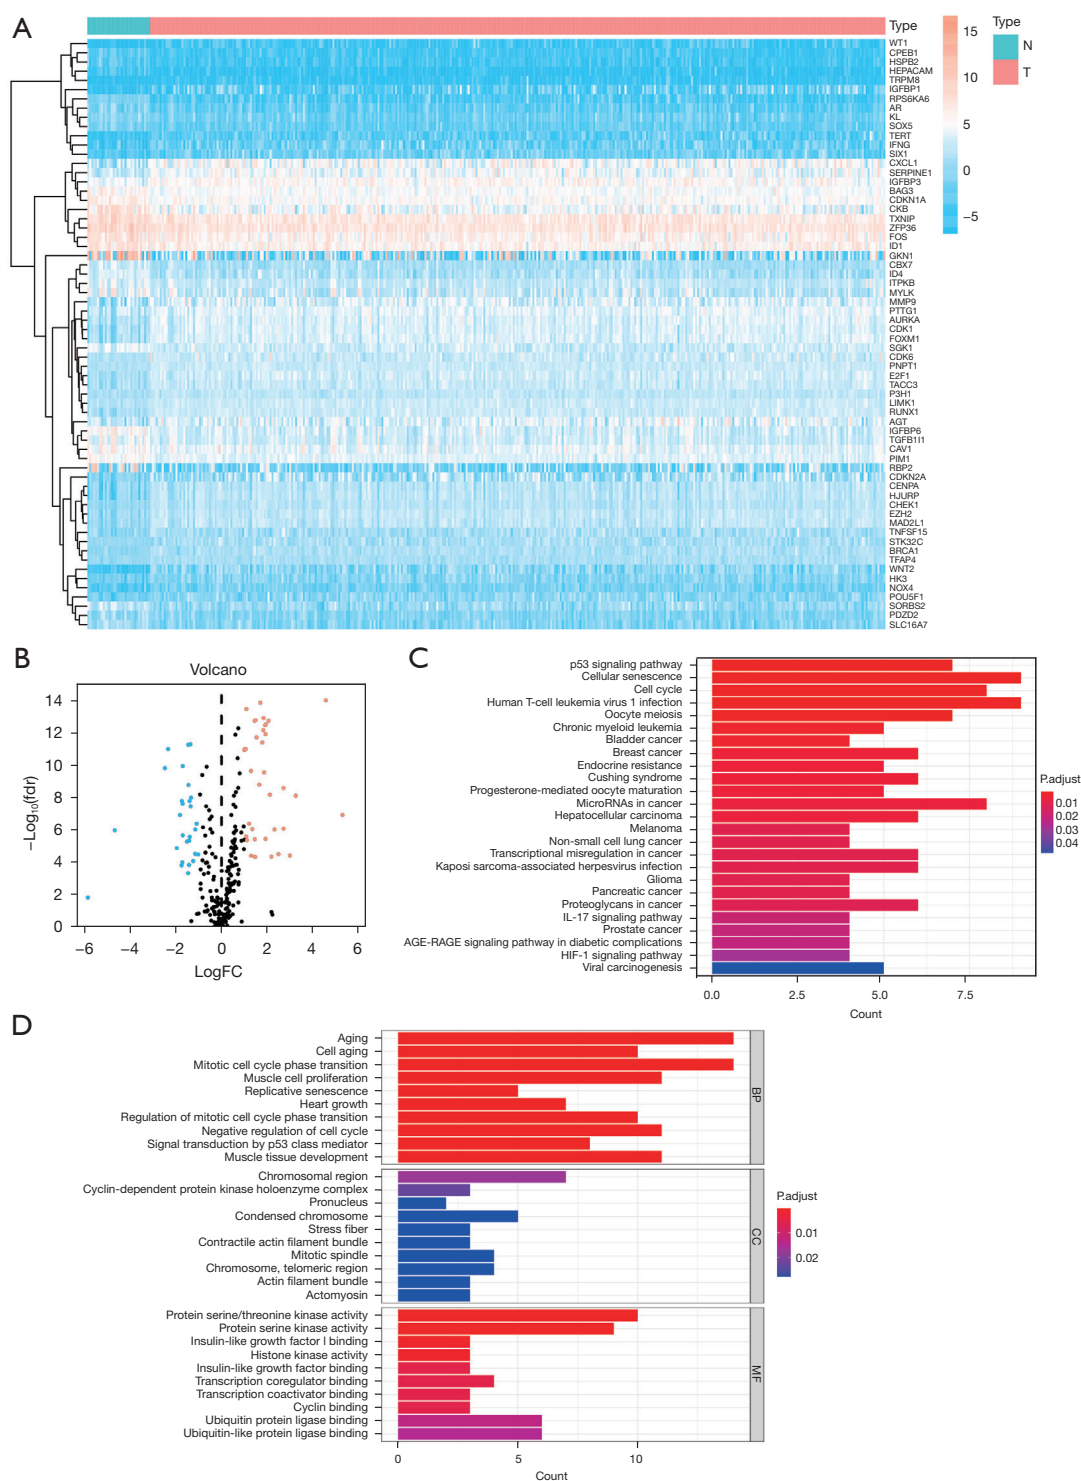 A
Type
WT1
CPEB1
HSPB2
HEPACAM
TRPM8
IGFBP1
RPS6KA6
AR
KL
SOX5
TERT
IFNG
SIX1
CXCL1
SERPINE1
IGFBP3
BAG3
CDKN1A
CKB
TXNIP
ZFP36
FOS
ID1
GKN1
CBX7
ID4
ITPKB
MYLK
MMP9
PTTG1
AURKA
CDK1
FOXM1
SGK1
CDK6
PNPT1
E2F1
TACC3
P3H1
LIMK1
RUNX1
AGT
IGFBP6
TGFB1I1
CAV1
PIM1
RBP2
CDKN2A
CENPA
HJURP
CHEK1
EZH2
MAD2L1
TNFSF15
STK32C
BRCA1
TFAP4
WNT2
HK3
NOX4
POU5F1
SORBS2
PDZD2
SLC16A7
15
10
5
0
−5
Type
N
T
B
Volcano
−Log10(fdr)
14
12
10
8
6
4
2
0
−6 −4 −2 0 2 4 6
LogFC
C
p53 signaling pathway
Cellular senescence
Cell cycle
Human T-cell leukemia virus 1 infection
Oocyte meiosis
Chronic myeloid leukemia
Bladder cancer
Breast cancer
Endocrine resistance
Cushing syndrome
Progesterone-mediated oocyte maturation
MicroRNAs in cancer
Hepatocellular carcinoma
Melanoma
Non-small cell lung cancer
Transcriptional misregulation in cancer
Kaposi sarcoma-associated herpesvirus infection
Glioma
Pancreatic cancer
Proteoglycans in cancer
IL-17 signaling pathway
Prostate cancer
AGE-RAGE signaling pathway in diabetic complications
HIF-1 signaling pathway
Viral carcinogenesis
0.0 2.5 5.0 7.5
Count
P.adjust
0.01
0.02
0.03
0.04
D
Aging
Cell aging
Mitotic cell cycle phase transition
Muscle cell proliferation
Replicative senescence
Heart growth
Regulation of mitotic cell cycle phase transition
Negative regulation of cell cycle
Signal transduction by p53 class mediator
Muscle tissue development
BP
Chromosomal region
Cyclin-dependent protein kinase holoenzyme complex
Pronucleus
Condensed chromosome
Stress fiber
Contractile actin filament bundle
Mitotic spindle
Chromosome, telomeric region
Actin filament bundle
Actomyosin
CC
Protein serine/threonine kinase activity
Protein serine kinase activity
Insulin-like growth factor I binding
Histone kinase activity
Insulin-like growth factor binding
Transcription coregulator binding
Transcription coactivator binding
Cyclin binding
Ubiquitin protein ligase binding
Ubiquitin-like protein ligase binding
MF
0 5 10
Count
P.adjust
0.01
0.02